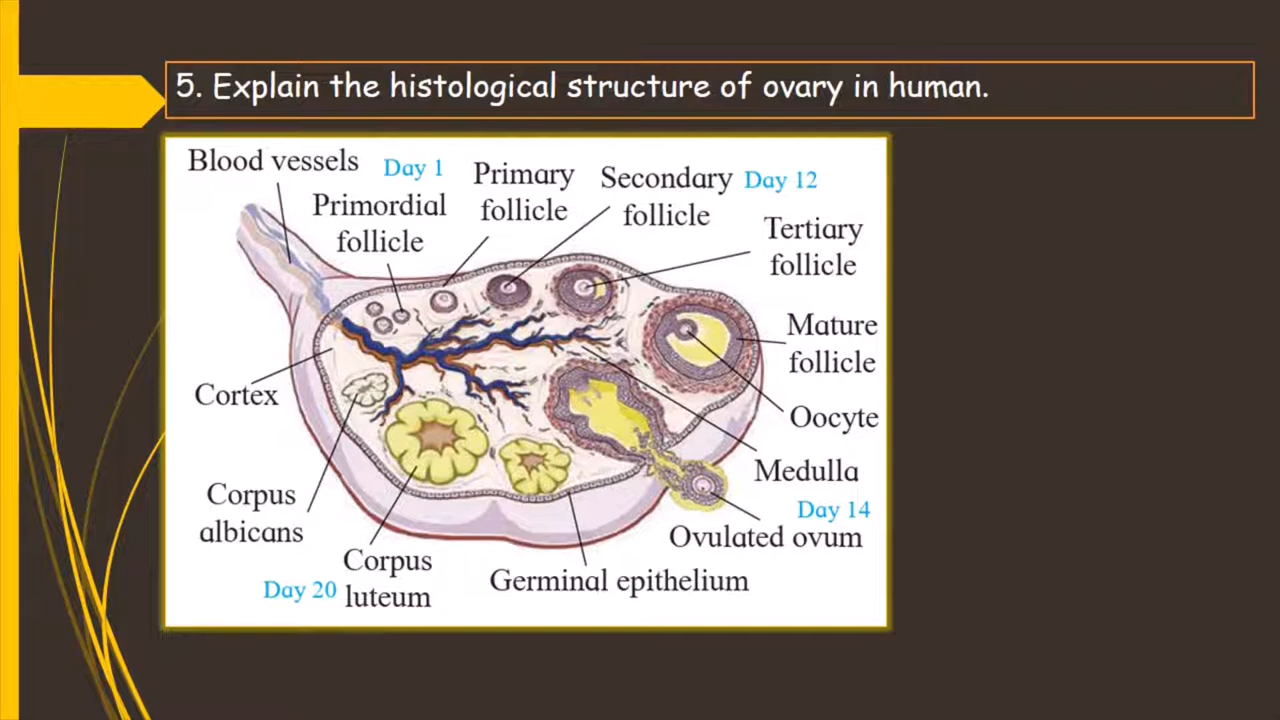 5. Explain the histological structure of ovary in human.
Blood vessels
Day 1
Primordial
follicle
Primary
follicle
Secondary
follicle
Day 12
Tertiary
follicle
Mature
follicle
Oocyte
Medulla
Day 14
Ovulated ovum
Germinal epithelium
Corpus
luteum
Day 20
Corpus
albicans
Cortex